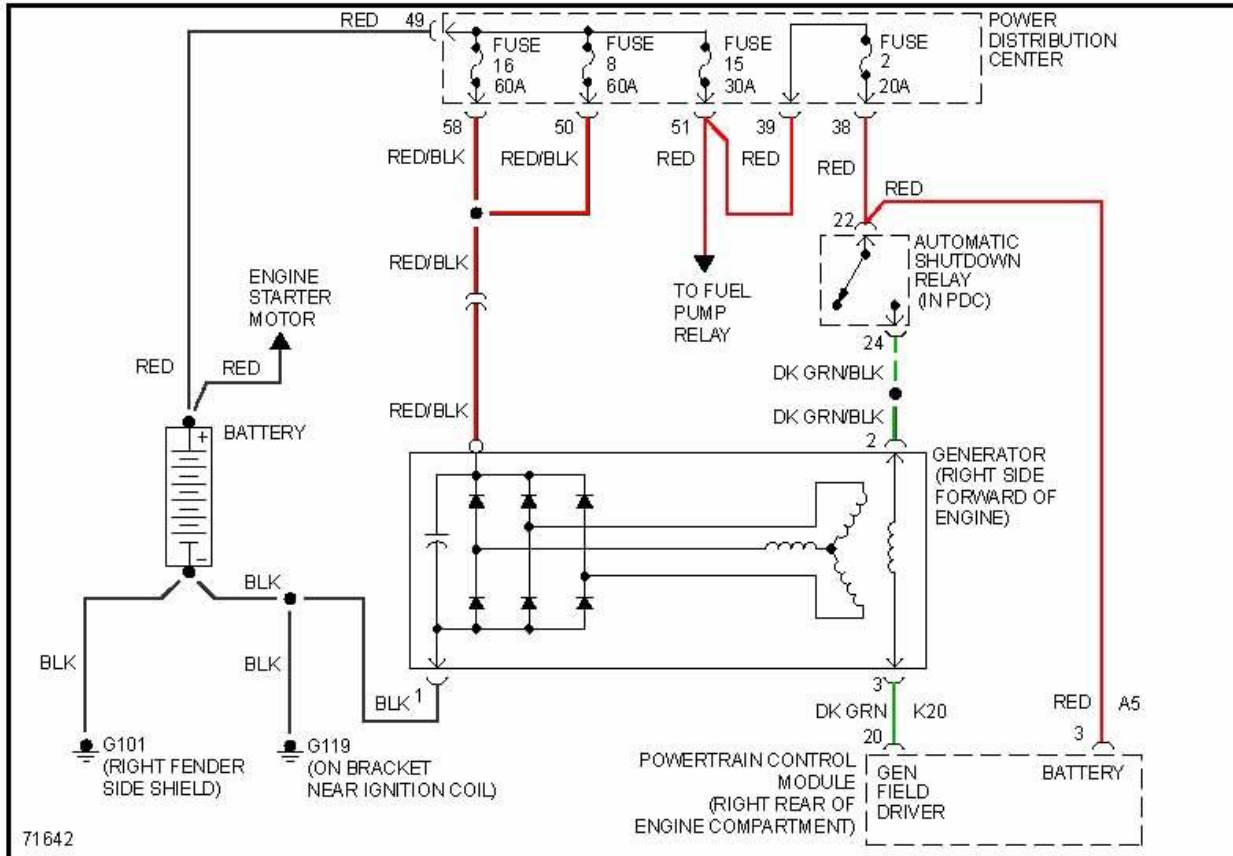 RED 49
POWER
DISTRIBUTION
CENTER
FUSE
16
60A
FUSE
8
60A
FUSE
15
30A
FUSE
2
20A
58
50
51
39
38
RED/BLK
RED/BLK
RED
RED
RED
RED
22
RED/BLK
AUTOMATIC
SHUTDOWN
RELAY
(IN PDC)
ENGINE
STARTER
MOTOR
TO FUEL
PUMP
RELAY
24
RED
RED
DK GRN/BLK
RED/BLK
DK GRN/BLK
BATTERY
+
–
2
GENERATOR
(RIGHT SIDE
FORWARD OF
ENGINE)
BLK
BLK
BLK
BLK 1
3
DK GRN K20
20
RED A5
3
G101
(RIGHT FENDER
SIDE SHIELD)
G119
(ON BRACKET
NEAR IGNITION COIL)
POWERTRAIN CONTROL
MODULE
(RIGHT REAR OF
ENGINE COMPARTMENT)
GEN
FIELD
DRIVER
BATTERY
71642